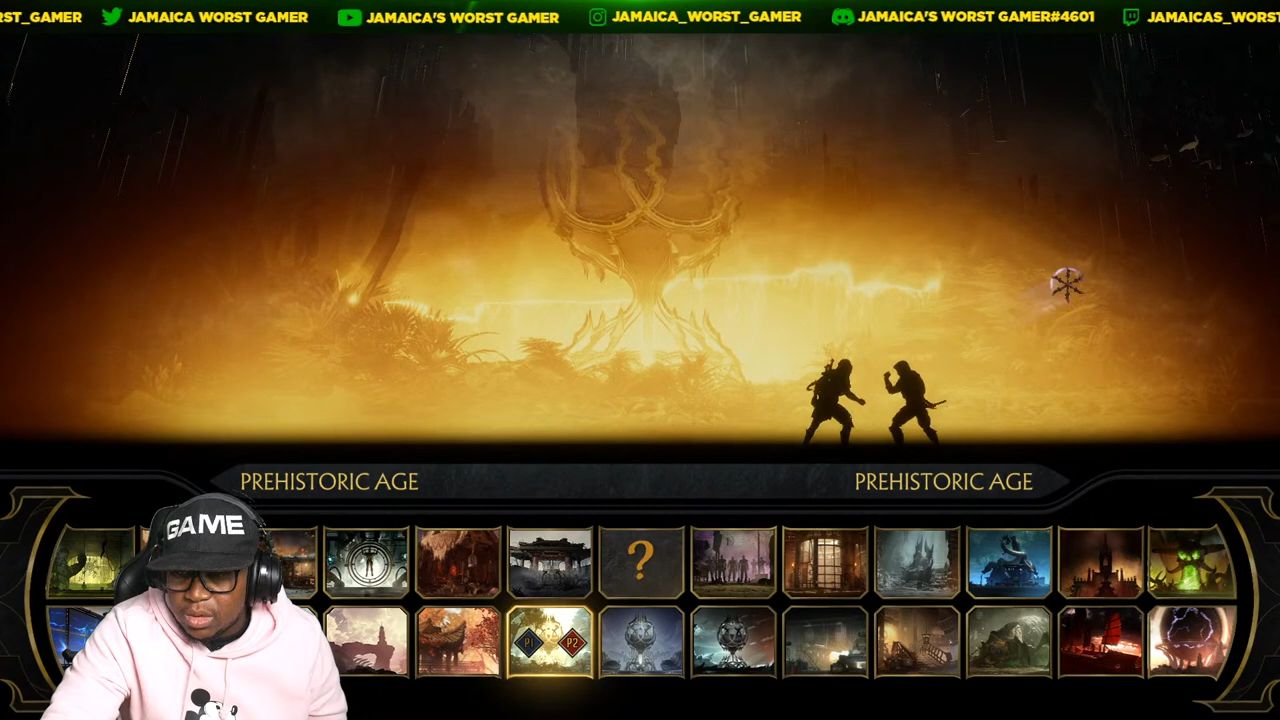 RST_GAMER JAMAICA WORST GAMER JAMAICA'S WORST GAMER JAMAICA_WORST_GAMER JAMAICA'S WORST GAMER#4601 JAMAICAS_WORST
PREHISTORIC AGE PREHISTORIC AGE
GAME
?
P1 P2